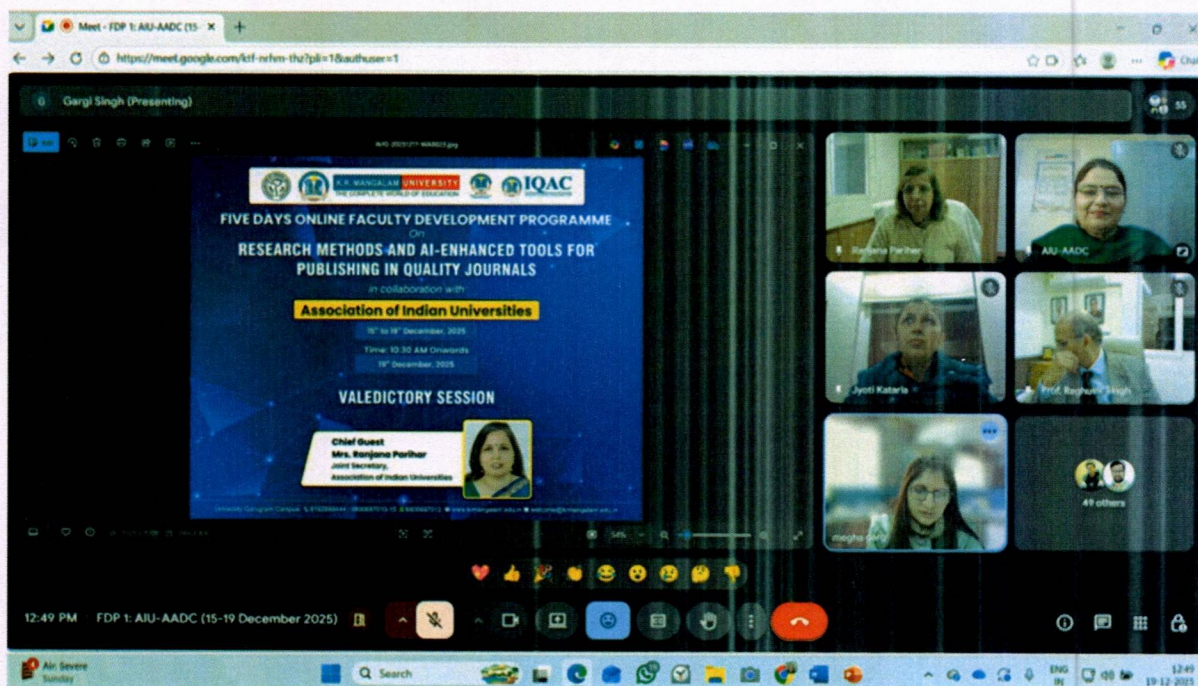 Meet - FDP 1: AIU-AADC (15-
https://meet.google.com/ktf-nrhm-thz?pli=1&authuser=1
Gargi Singh (Presenting)
55
K.R. MANGALAM UNIVERSITY
THE COMPLETE WORLD OF EDUCATION
IQAC
FIVE DAYS ONLINE FACULTY DEVELOPMENT PROGRAMME
On
RESEARCH METHODS AND AI-ENHANCED TOOLS FOR
PUBLISHING IN QUALITY JOURNALS
in collaboration with
Association of Indian Universities
15th to 19th December, 2025
Time: 10:30 AM Onwards
19th December, 2025
VALEDICTORY SESSION
Chief Guest
Mrs. Ranjana Parihar
Joint Secretary,
Association of Indian Universities
54%
Ranjana Pariher
AIU-AADC
Jyoti Kataria
Prof. Raghuvir Singh
megha garg
49 others
12:49 PM FDP 1: AIU-AADC (15-19 December 2025)
Air: Severe
Sunday
Search
ENG
IN
12:49
19-12-2025